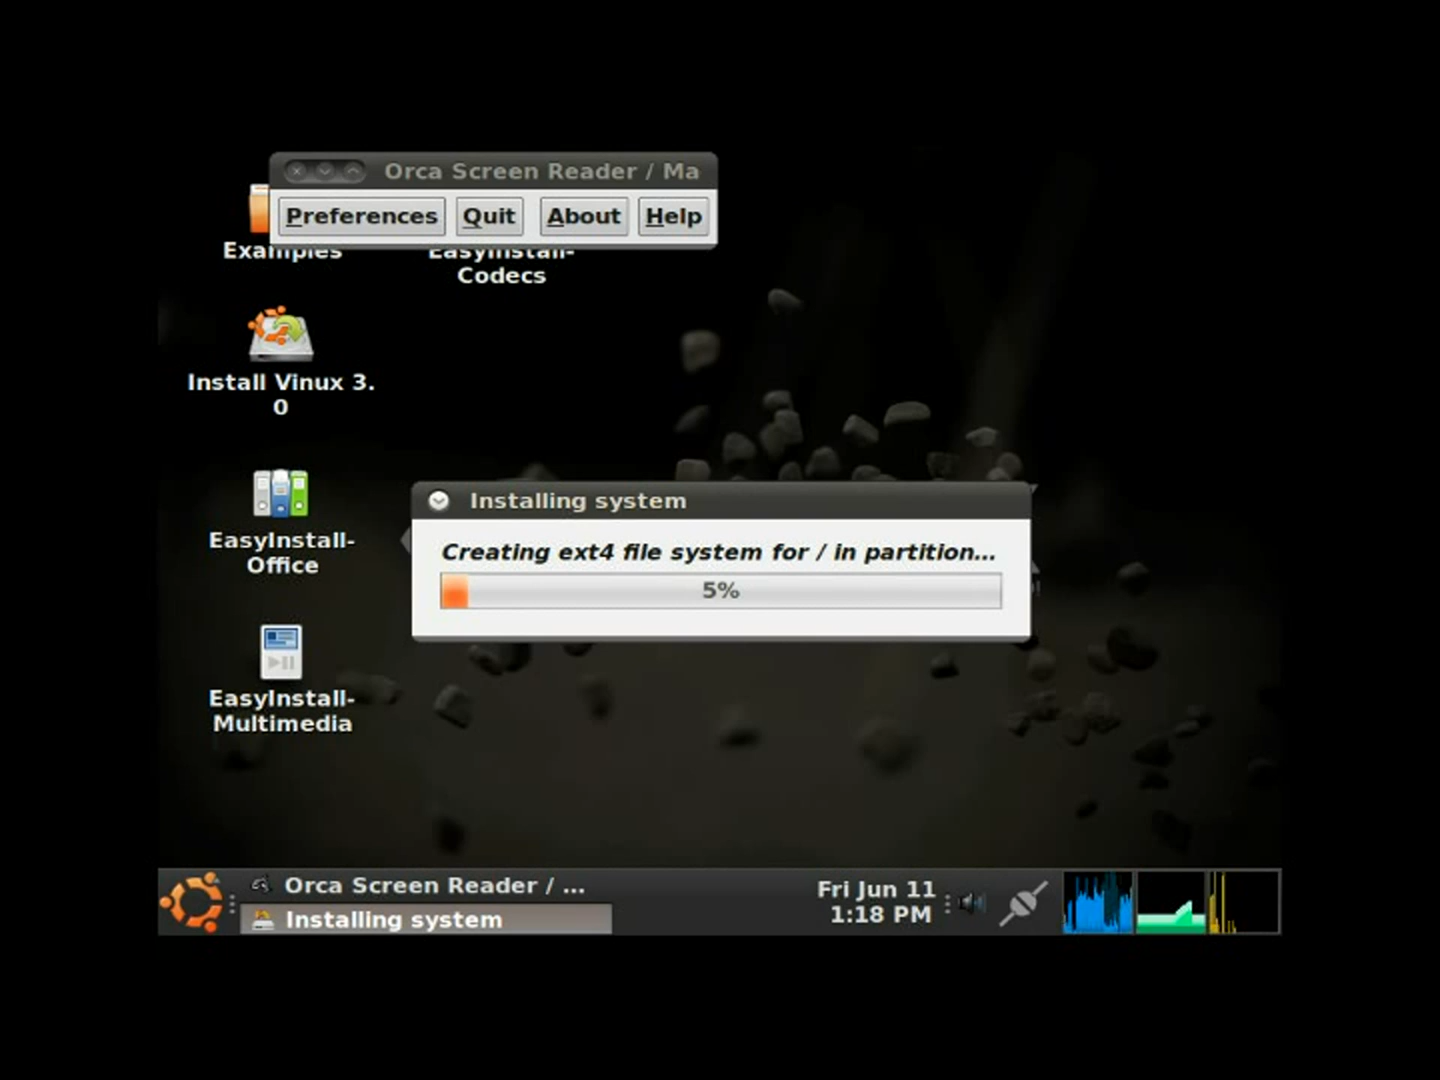 Orca Screen Reader / Ma
Preferences Quit About Help
Examples
EasyInstall-
Codecs
Install Vinux 3.
0
EasyInstall-
Office
Installing system
Creating ext4 file system for / in partition...
5%
EasyInstall-
Multimedia
Orca Screen Reader / ...
Installing system
Fri Jun 11
1:18 PM